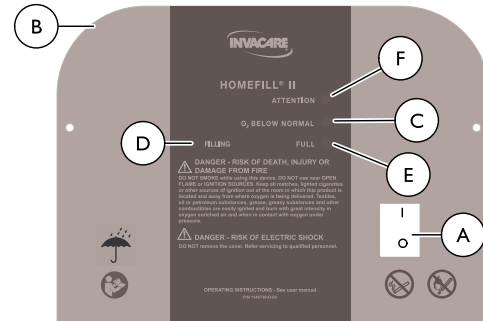 B
INVACARE
F
HOMEFILL® II
ATTENTION
C
O₂ BELOW NORMAL
D
FILLING FULL
E
DANGER - RISK OF DEATH, INJURY OR
DAMAGE FROM FIRE
DO NOT SMOKE while using this device. DO NOT use near OPEN
FLAME or IGNITION SOURCES. Keep all matches, lighted cigarettes
or other sources of ignition out of the room in which this product is
located and away from where oxygen is being delivered. Textiles,
oil or petroleum substances, grease, greasy substances and other
combustibles are easily ignited and burn with great intensity in
oxygen enriched air and when in contact with oxygen under
pressure.
A
I
O
DANGER - RISK OF ELECTRIC SHOCK
DO NOT remove the cover. Refer servicing to qualified personnel.
OPERATING INSTRUCTIONS - See user manual.